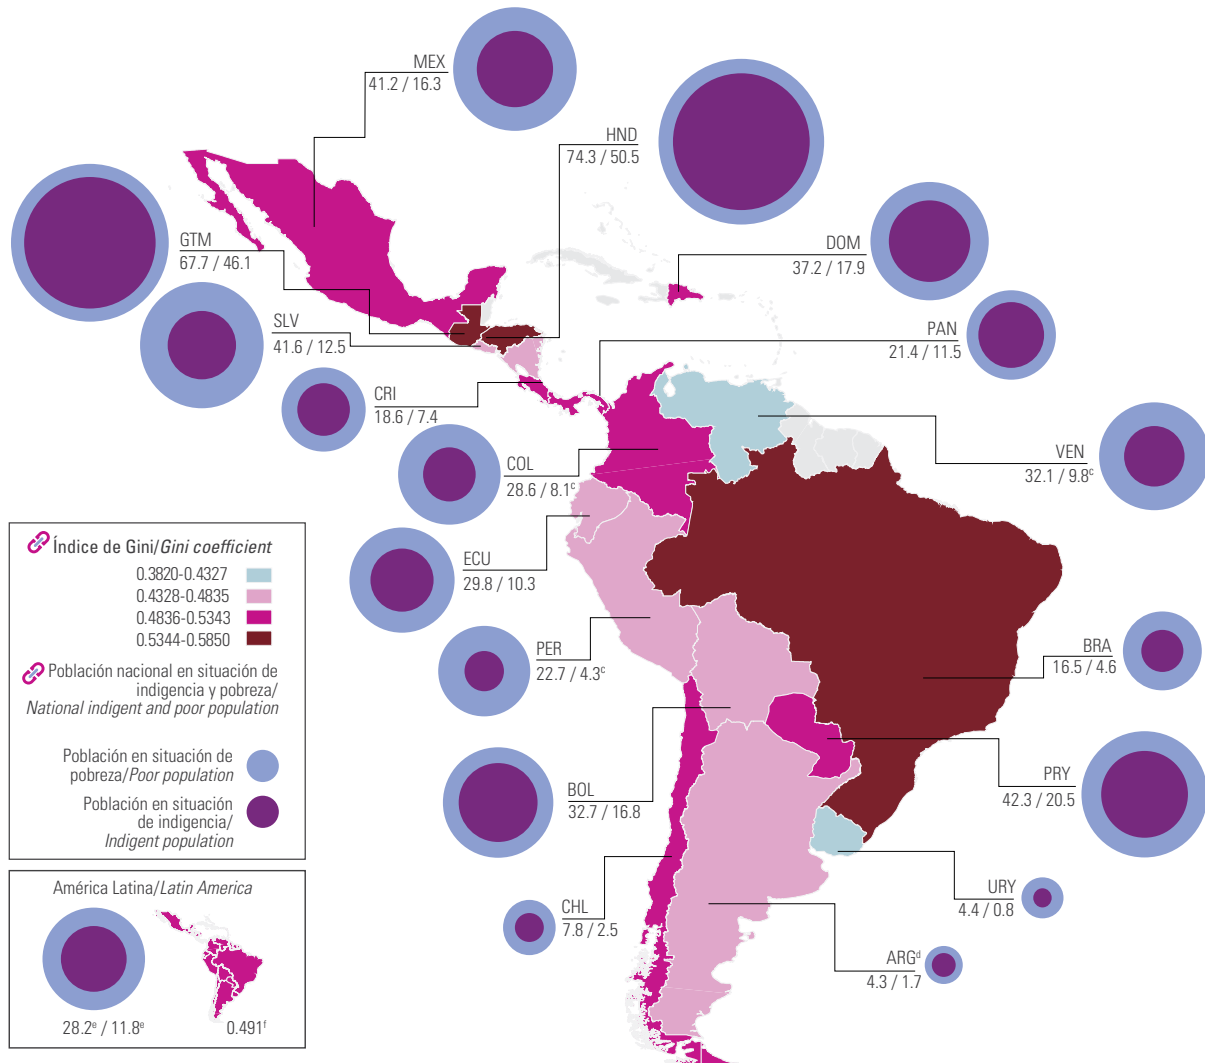 MEX
41.2 / 16.3
HND
74.3 / 50.5
GTM
67.7 / 46.1
DOM
37.2 / 17.9
SLV
41.6 / 12.5
PAN
21.4 / 11.5
CRI
18.6 / 7.4
COL
28.6 / 8.1ᶜ
VEN
32.1 / 9.8ᶜ
ECU
29.8 / 10.3
PER
22.7 / 4.3ᶜ
BRA
16.5 / 4.6
BOL
32.7 / 16.8
PRY
42.3 / 20.5
CHL
7.8 / 2.5
URY
4.4 / 0.8
ARGᵈ
4.3 / 1.7
Índice de Gini/Gini coefficient
0.3820-0.4327
0.4328-0.4835
0.4836-0.5343
0.5344-0.5850
Población nacional en situación de
indigencia y pobreza/
National indigent and poor population
Población en situación de
pobreza/Poor population
Población en situación
de indigencia/
Indigent population
América Latina/Latin America
28.2ᵉ / 11.8ᵉ
0.491ᶠ